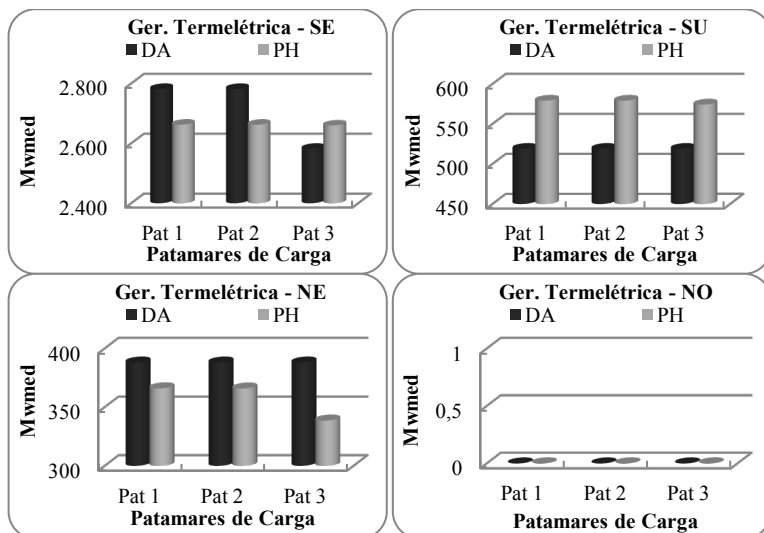 Ger. Termelétrica - SE
DA PH
Mwmed
2.800
2.600
2.400
Pat 1 Pat 2 Pat 3
Patamares de Carga
Ger. Termelétrica - SU
DA PH
Mwmed
600
550
500
450
Pat 1 Pat 2 Pat 3
Patamares de Carga
Ger. Termelétrica - NE
DA PH
Mwmed
400
350
300
Pat 1 Pat 2 Pat 3
Patamares de Carga
Ger. Termelétrica - NO
DA PH
Mwmed
1
0,5
0
Pat 1 Pat 2 Pat 3
Patamares de Carga